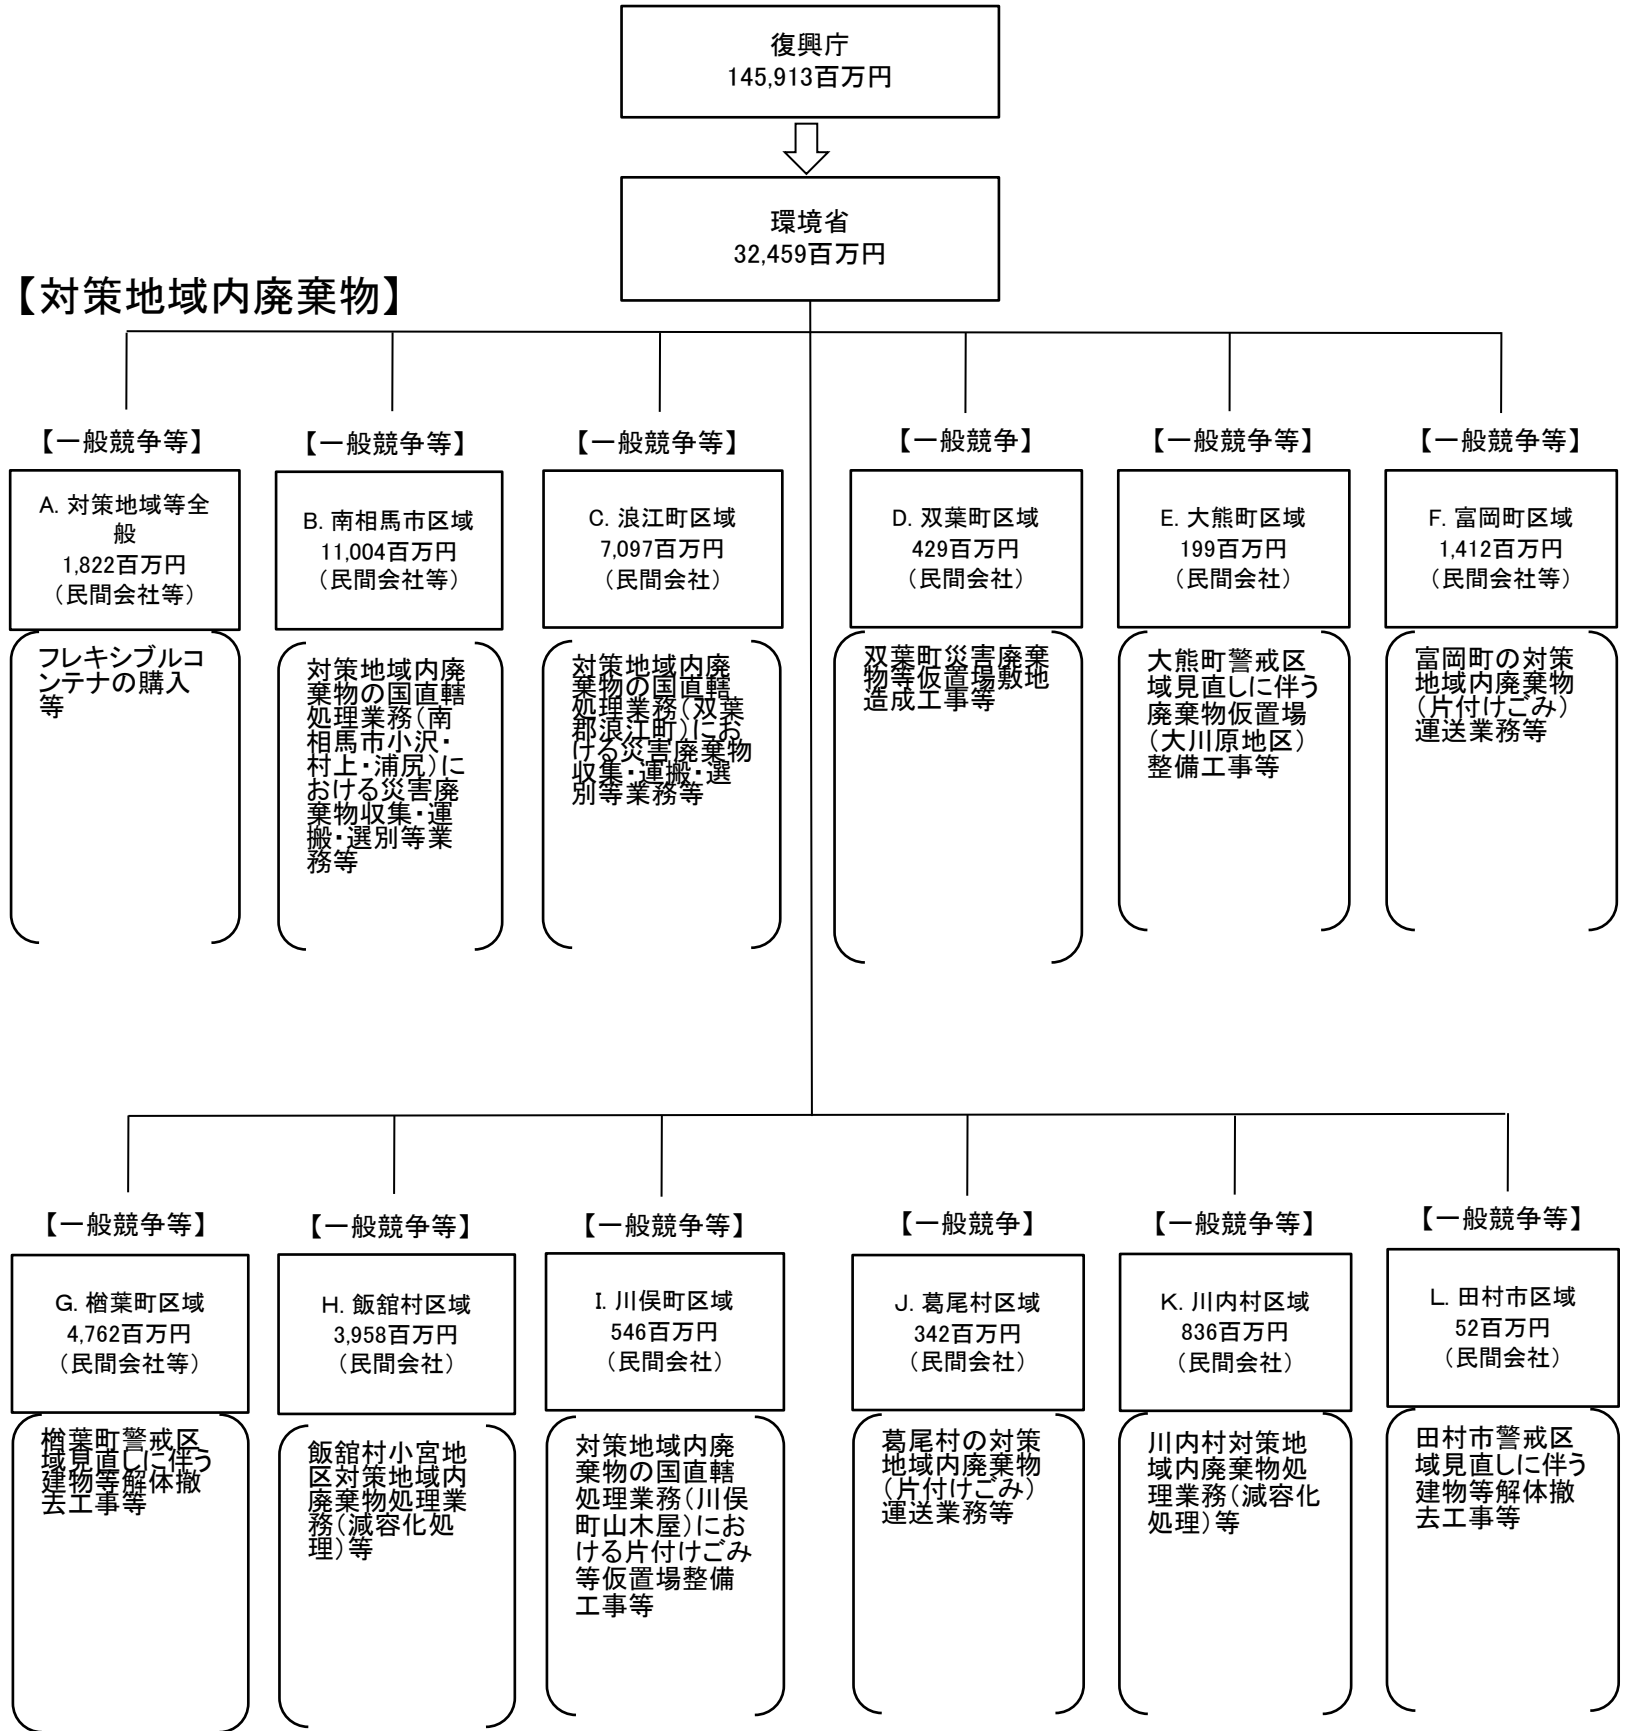 復興庁
145,913百万円
環境省
32,459百万円
【対策地域内廃棄物】
【一般競争等】
A. 対策地域等全
般
1,822百万円
（民間会社等）
フレキシブルコ
ンテナの購入
等
【一般競争等】
B. 南相馬市区域
11,004百万円
（民間会社等）
対策地域内廃
棄物の国直轄
処理業務（南
相馬市小沢・
村上・浦尻）に
おける災害廃
棄物収集・運
搬・選別等業
務等
【一般競争等】
C. 浪江町区域
7,097百万円
（民間会社）
対策地域内廃
棄物の国直轄
処理業務（双葉
郡浪江町）にお
ける災害廃棄物
収集・運搬・選
別等業務等
【一般競争】
D. 双葉町区域
429百万円
（民間会社）
双葉町災害廃棄
物等仮置場敷地
造成工事等
【一般競争等】
E. 大熊町区域
199百万円
（民間会社）
大熊町警戒区
域見直しに伴う
廃棄物仮置場
（大川原地区）
整備工事等
【一般競争等】
F. 富岡町区域
1,412百万円
（民間会社等）
富岡町の対策
地域内廃棄物
（片付けごみ）
運送業務等
【一般競争等】
G. 楢葉町区域
4,762百万円
（民間会社等）
楢葉町警戒区
域見直しに伴う
建物等解体撤
去工事等
【一般競争等】
H. 飯舘村区域
3,958百万円
（民間会社）
飯舘村小宮地
区対策地域内
廃棄物処理業
務（減容化処
理）等
【一般競争等】
I. 川俣町区域
546百万円
（民間会社）
対策地域内廃
棄物の国直轄
処理業務（川俣
町山木屋）にお
ける片付けごみ
等仮置場整備
工事等
【一般競争】
J. 葛尾村区域
342百万円
（民間会社）
葛尾村の対策
地域内廃棄物
（片付けごみ）
運送業務等
【一般競争等】
K. 川内村区域
836百万円
（民間会社）
川内村対策地
域内廃棄物処
理業務（減容化
処理）等
【一般競争等】
L. 田村市区域
52百万円
（民間会社）
田村市警戒区
域見直しに伴う
建物等解体撤
去工事等